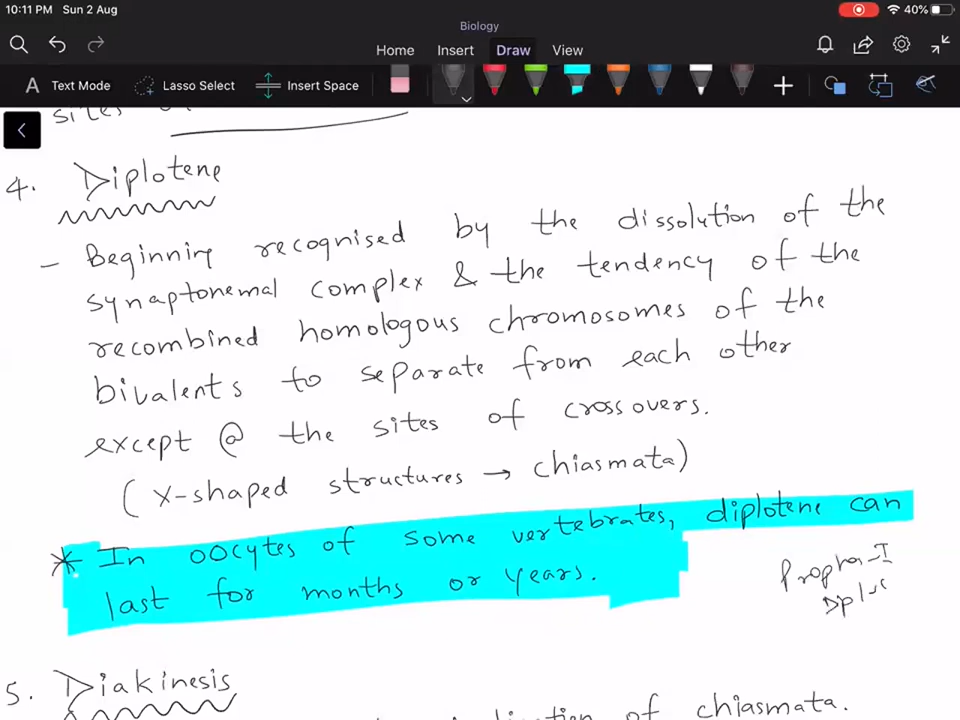 10:11 PM Sun 2 Aug
40%
Biology
Home Insert Draw View
Text Mode Lasso Select Insert Space
sites
4. Diplotene
- Beginning recognised by the dissolution of the
synaptonemal complex & the tendency of the
recombined homologous chromosomes of the
bivalents to separate from each other
except @ the sites of crossovers.
(X-shaped structures → chiasmata)
* In oocytes of some vertebrates, diplotene can
last for months or years.
5. Diakinesis
of chiasmata.